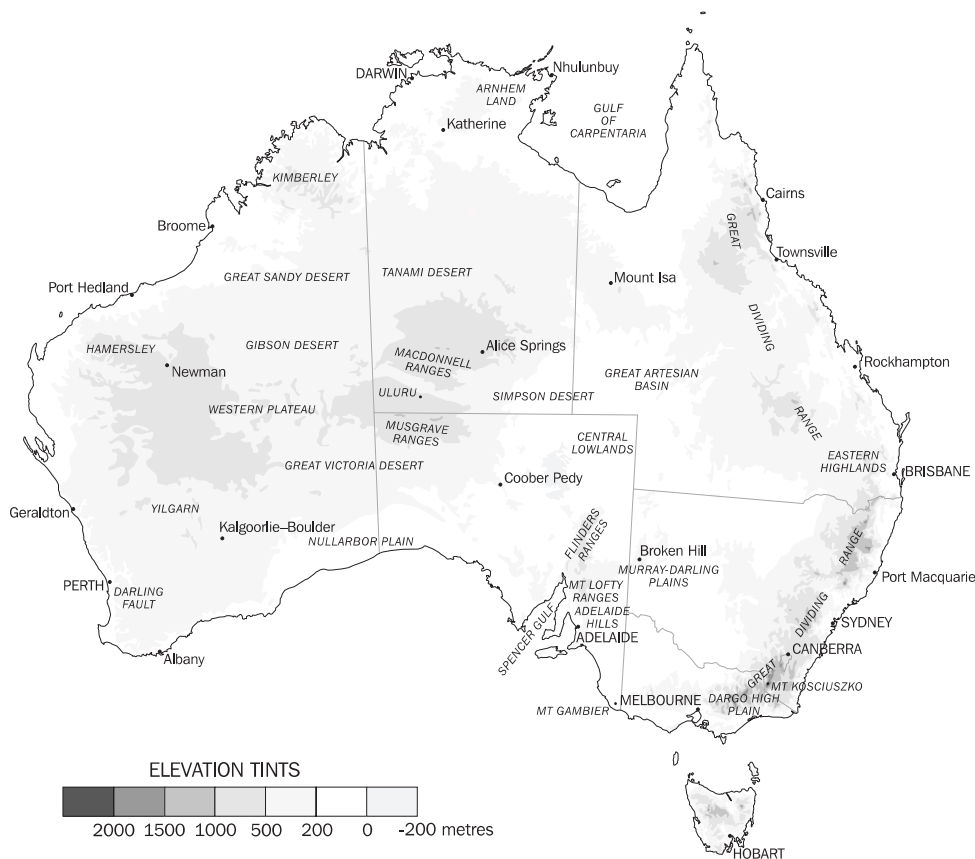 Nhulunbuy
DARWIN
ARNHEM
LAND
GULF
OF
CARPENTARIA
Katherine
KIMBERLEY
Cairns
Broome
GREAT
Townsville
GREAT SANDY DESERT
TANAMI DESERT
Mount Isa
Port Hedland
DIVIDING
HAMERSLEY
GIBSON DESERT
Alice Springs
MACDONNELL
RANGES
Newman
Rockhampton
GREAT ARTESIAN
BASIN
ULURU
SIMPSON DESERT
WESTERN PLATEAU
RANGE
MUSGRAVE
RANGES
CENTRAL
LOWLANDS
EASTERN
HIGHLANDS
BRISBANE
GREAT VICTORIA DESERT
Coober Pedy
Geraldton
YILGARN
Kalgoorlie–Boulder
NULLARBOR PLAIN
FLINDERS
RANGES
RANGE
Broken Hill
MURRAY-DARLING
PLAINS
Port Macquarie
PERTH
DARLING
FAULT
MT LOFTY
RANGES
ADELAIDE
HILLS
DIVIDING
SYDNEY
SPENCER GULF
ADELAIDE
CANBERRA
Albany
GREAT
MT KOSCIUSZKO
MELBOURNE
DARGO HIGH
PLAIN
MT GAMBIER
ELEVATION TINTS
2000 1500 1000 500 200 0 -200 metres
HOBART